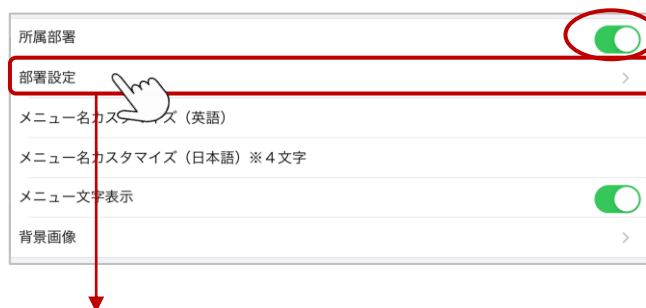 所属部署
部署設定
メニュー名カスタマイズ（英語）
メニュー名カスタマイズ（日本語）※４文字
メニュー文字表示
背景画像